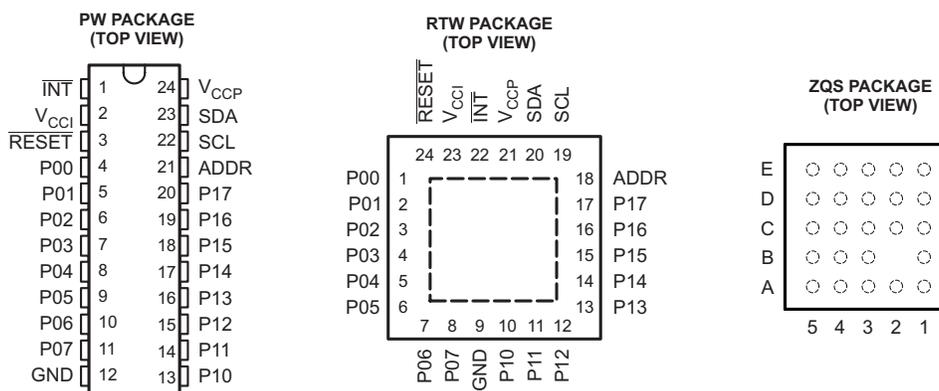 PW PACKAGE
(TOP VIEW)
INT 1 24 VCCP
VCCI 2 23 SDA
RESET 3 22 SCL
P00 4 21 ADDR
P01 5 20 P17
P02 6 19 P16
P03 7 18 P15
P04 8 17 P14
P05 9 16 P13
P06 10 15 P12
P07 11 14 P11
GND 12 13 P10
RTW PACKAGE
(TOP VIEW)
RESET VCCI INT VCCP SDA SCL
24 23 22 21 20 19
P00 1 18 ADDR
P01 2 17 P17
P02 3 16 P16
P03 4 15 P15
P04 5 14 P14
P05 6 13 P13
7 8 9 10 11 12
P06 P07 GND P10 P11 P12
ZQS PACKAGE
(TOP VIEW)
E
D
C
B
A
5 4 3 2 1